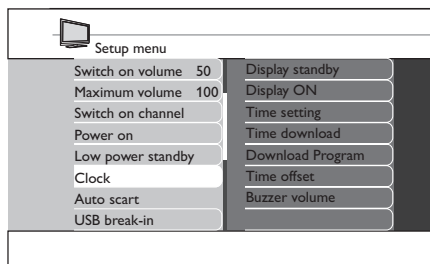 Setup menu
Switch on volume 50
Maximum volume 100
Switch on channel
Power on
Low power standby
Clock
Auto scart
USB break-in
Display standby
Display ON
Time setting
Time download
Download Program
Time offset
Buzzer volume